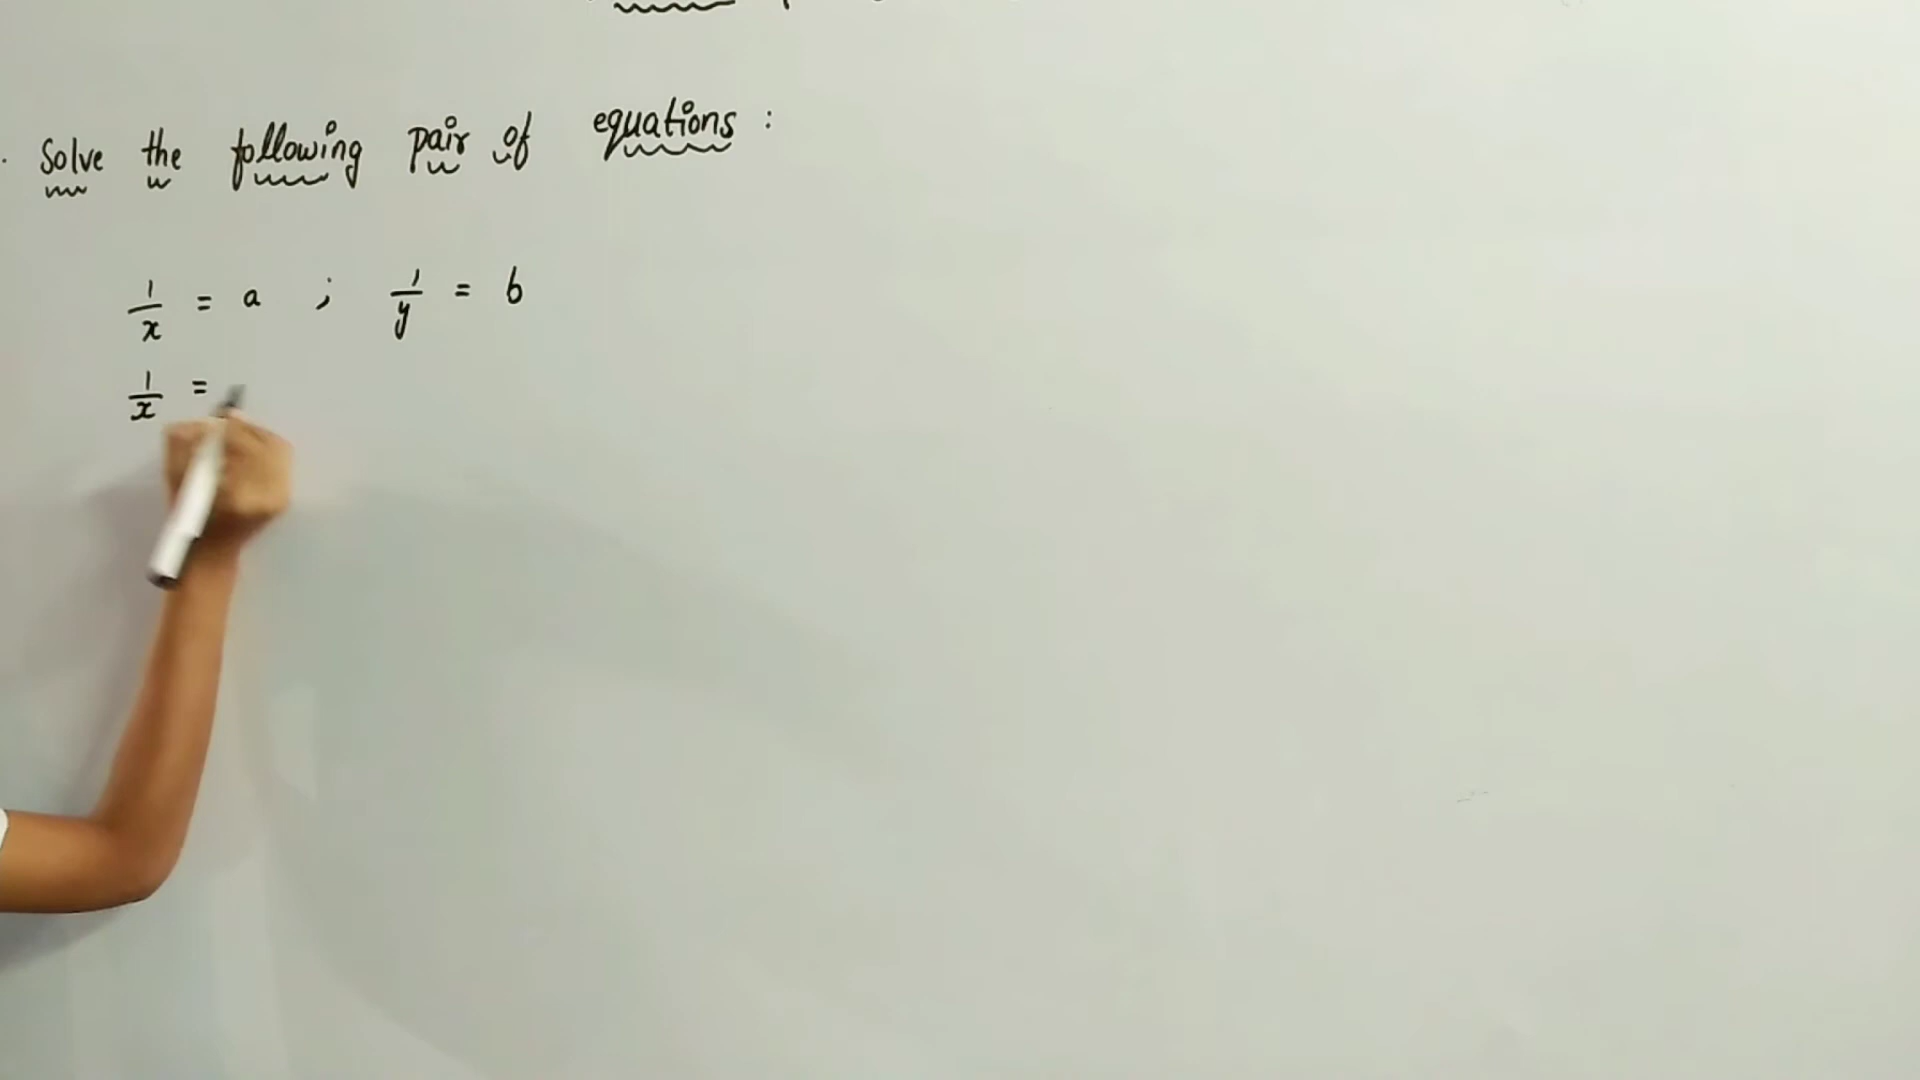 Solve the following pair of equations :
1/x = a ; 1/y = b
1/x =